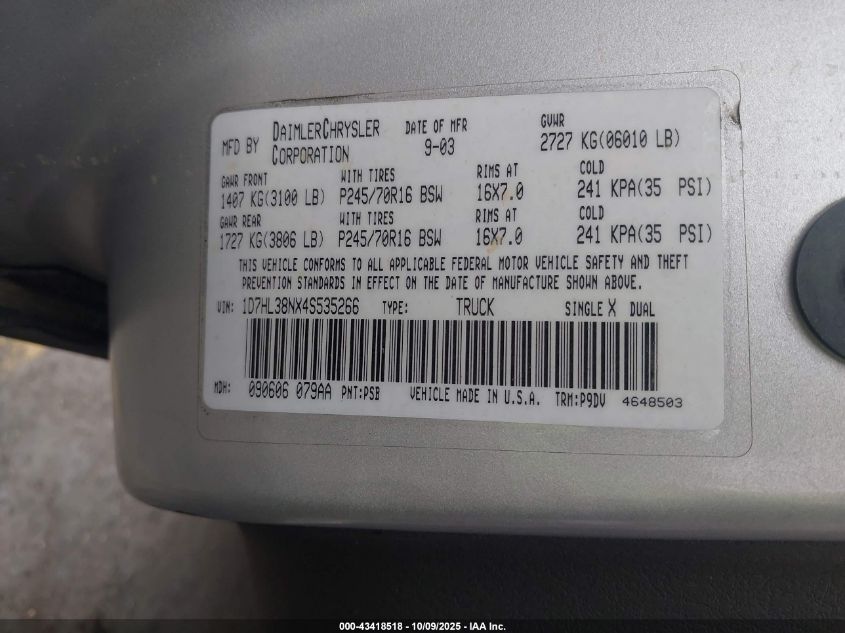 MFD BY DAIMLERCHRYSLER CORPORATION DATE OF MFR 9-03 GVWR 2727 KG(06010 LB)
GAWR FRONT WITH TIRES RIMS AT COLD
1407 KG(3100 LB) P245/70R16 BSW 16X7.0 241 KPA(35 PSI)
GAWR REAR WITH TIRES RIMS AT COLD
1727 KG(3806 LB) P245/70R16 BSW 16X7.0 241 KPA(35 PSI)
THIS VEHICLE CONFORMS TO ALL APPLICABLE FEDERAL MOTOR VEHICLE SAFETY AND THEFT
PREVENTION STANDARDS IN EFFECT ON THE DATE OF MANUFACTURE SHOWN ABOVE.
VIN: 1D7HL38NX4S535266 TYPE: TRUCK SINGLE X DUAL
MDH: 090606 079AA PNT:PSB VEHICLE MADE IN U.S.A. TRM:P9DV 4648503
000-43418518 - 10/09/2025 - IAA Inc.